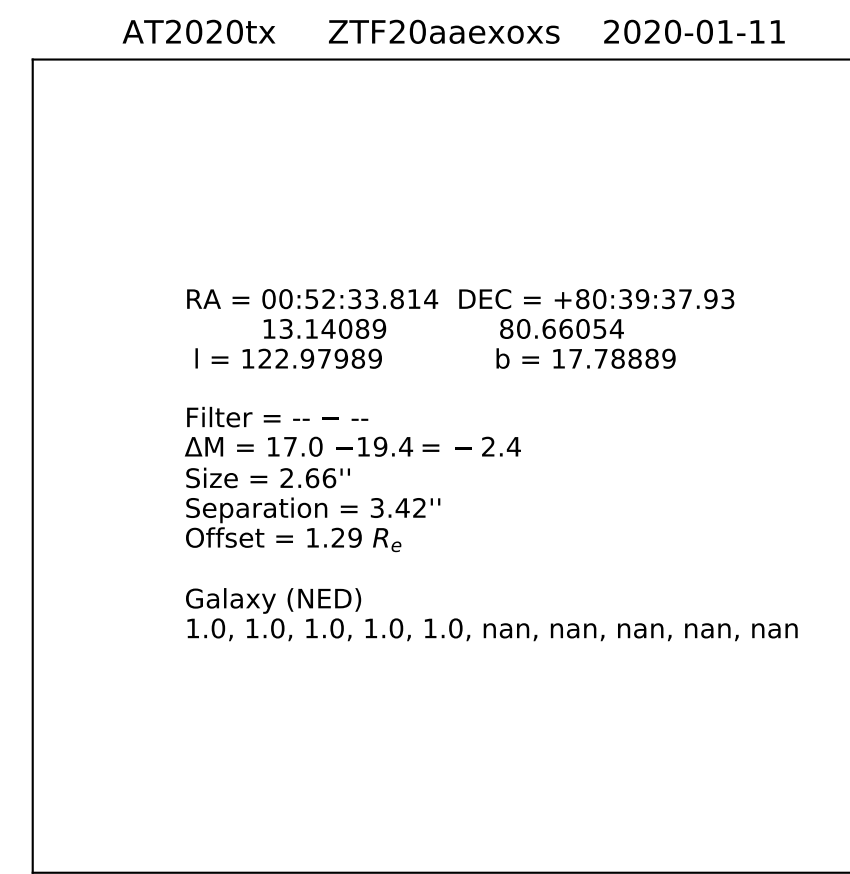 AT2020tx ZTF20aaexoxs 2020-01-11
RA = 00:52:33.814 DEC = +80:39:37.93
13.14089 80.66054
l = 122.97989 b = 17.78889
Filter = -- − --
ΔM = 17.0 −19.4 = − 2.4
Size = 2.66''
Separation = 3.42''
Offset = 1.29 Rₑ
Galaxy (NED)
1.0, 1.0, 1.0, 1.0, 1.0, nan, nan, nan, nan, nan